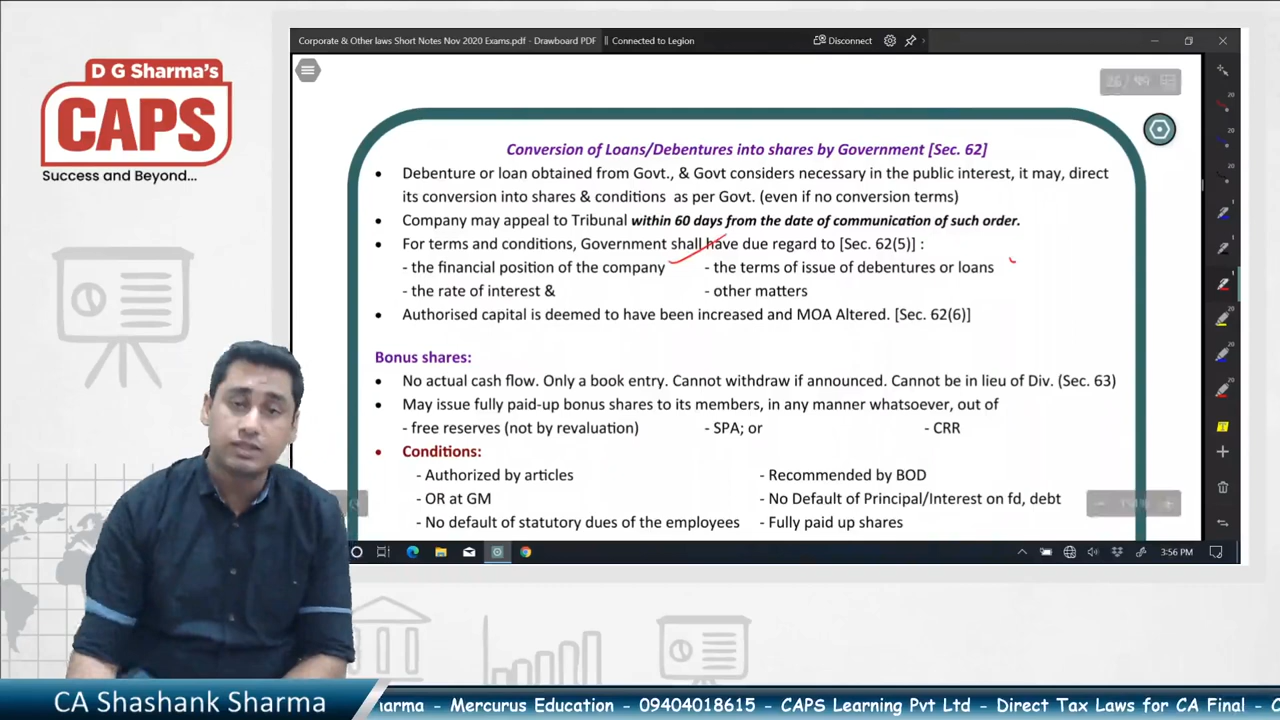 D G Sharma's
CAPS
Success and Beyond...
Corporate & Other laws Short Notes Nov 2020 Exams.pdf - Drawboard PDF
Connected to Legion
Disconnect
Conversion of Loans/Debentures into shares by Government [Sec. 62]
• Debenture or loan obtained from Govt., & Govt considers necessary in the public interest, it may, direct
its conversion into shares & conditions as per Govt. (even if no conversion terms)
• Company may appeal to Tribunal within 60 days from the date of communication of such order.
• For terms and conditions, Government shall have due regard to [Sec. 62(5)] :
- the financial position of the company - the terms of issue of debentures or loans
- the rate of interest & - other matters
• Authorised capital is deemed to have been increased and MOA Altered. [Sec. 62(6)]
Bonus shares:
• No actual cash flow. Only a book entry. Cannot withdraw if announced. Cannot be in lieu of Div. (Sec. 63)
• May issue fully paid-up bonus shares to its members, in any manner whatsoever, out of
- free reserves (not by revaluation) - SPA; or - CRR
• Conditions:
- Authorized by articles - Recommended by BOD
- OR at GM - No Default of Principal/Interest on fd, debt
- No default of statutory dues of the employees - Fully paid up shares
3:56 PM
CA Shashank Sharma
arma - Mercurus Education - 09404018615 - CAPS Learning Pvt Ltd - Direct Tax Laws for CA Final -